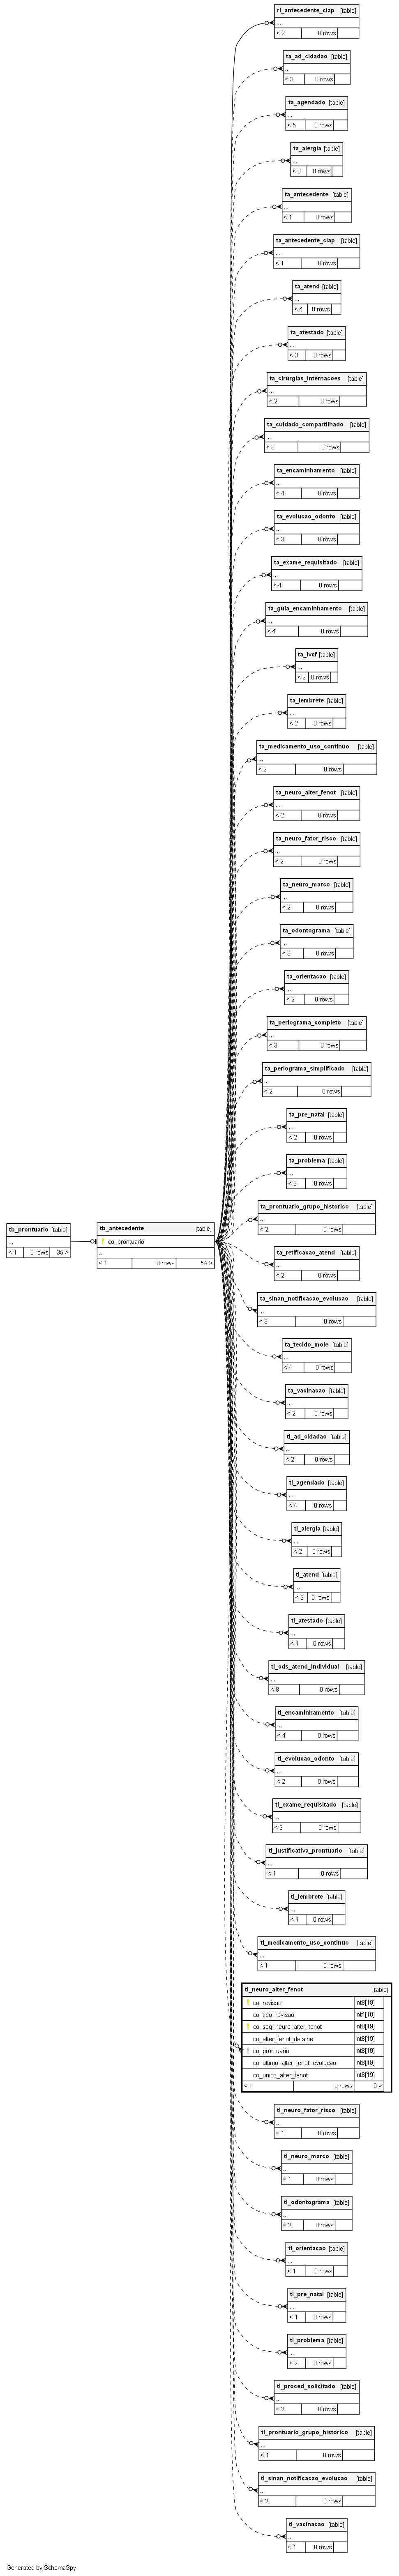 rl_antecedente_ciap [table]
...
< 2 0 rows
ta_ad_cidadao [table]
...
< 3 0 rows
ta_agendado [table]
...
< 5 0 rows
ta_alergia [table]
...
< 3 0 rows
ta_antecedente [table]
...
< 1 0 rows
ta_antecedente_ciap [table]
...
< 1 0 rows
ta_atend [table]
...
< 4 0 rows
ta_atestado [table]
...
< 3 0 rows
ta_cirurgias_internacoes [table]
...
< 2 0 rows
ta_cuidado_compartilhado [table]
...
< 3 0 rows
ta_encaminhamento [table]
...
< 4 0 rows
ta_evolucao_odonto [table]
...
< 3 0 rows
ta_exame_requisitado [table]
...
< 4 0 rows
ta_guia_encaminhamento [table]
...
< 4 0 rows
ta_ivcf [table]
...
< 2 0 rows
ta_lembrete [table]
...
< 2 0 rows
ta_medicamento_uso_continuo [table]
...
< 2 0 rows
ta_neuro_alter_fenot [table]
...
< 2 0 rows
ta_neuro_fator_risco [table]
...
< 2 0 rows
ta_neuro_marco [table]
...
< 2 0 rows
ta_odontograma [table]
...
< 3 0 rows
ta_orientacao [table]
...
< 2 0 rows
ta_periograma_completo [table]
...
< 3 0 rows
ta_periograma_simplificado [table]
...
< 2 0 rows
ta_pre_natal [table]
...
< 2 0 rows
ta_problema [table]
...
< 3 0 rows
ta_prontuario_grupo_historico [table]
...
< 2 0 rows
tb_prontuario [table]
...
< 1 0 rows 35 >
tb_antecedente [table]
co_prontuario
...
< 1 0 rows 54 >
ta_retificacao_atend [table]
...
< 2 0 rows
ta_sinan_notificacao_evolucao [table]
...
< 3 0 rows
ta_tecido_mole [table]
...
< 4 0 rows
ta_vacinacao [table]
...
< 2 0 rows
tl_ad_cidadao [table]
...
< 2 0 rows
tl_agendado [table]
...
< 4 0 rows
tl_alergia [table]
...
< 2 0 rows
tl_atend [table]
...
< 3 0 rows
tl_atestado [table]
...
< 1 0 rows
tl_cds_atend_individual [table]
...
< 8 0 rows
tl_encaminhamento [table]
...
< 4 0 rows
tl_evolucao_odonto [table]
...
< 2 0 rows
tl_exame_requisitado [table]
...
< 3 0 rows
tl_justificativa_prontuario [table]
...
< 1 0 rows
tl_lembrete [table]
...
< 1 0 rows
tl_medicamento_uso_continuo [table]
...
< 1 0 rows
tl_neuro_alter_fenot [table]
co_revisao int8[19]
co_tipo_revisao int4[10]
co_seq_neuro_alter_fenot int8[19]
co_alter_fenot_detalhe int8[19]
co_prontuario int8[19]
co_ultimo_alter_fenot_evolucao int8[19]
co_unico_alter_fenot int8[19]
< 1 0 rows 0 >
tl_neuro_fator_risco [table]
...
< 1 0 rows
tl_neuro_marco [table]
...
< 1 0 rows
tl_odontograma [table]
...
< 2 0 rows
tl_orientacao [table]
...
< 1 0 rows
tl_pre_natal [table]
...
< 1 0 rows
tl_problema [table]
...
< 2 0 rows
tl_proced_solicitado [table]
...
< 2 0 rows
tl_prontuario_grupo_historico [table]
...
< 1 0 rows
tl_sinan_notificacao_evolucao [table]
...
< 2 0 rows
tl_vacinacao [table]
...
< 1 0 rows
Generated by SchemaSpy